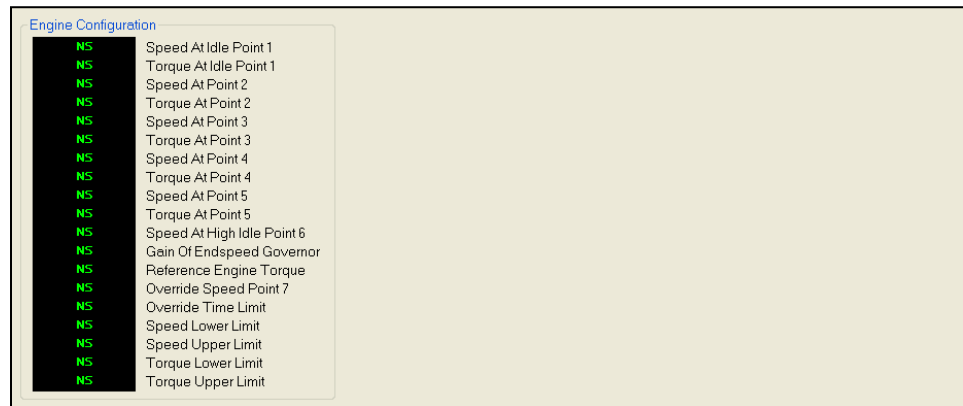 Engine Configuration
NS Speed At Idle Point 1
NS Torque At Idle Point 1
NS Speed At Point 2
NS Torque At Point 2
NS Speed At Point 3
NS Torque At Point 3
NS Speed At Point 4
NS Torque At Point 4
NS Speed At Point 5
NS Torque At Point 5
NS Speed At High Idle Point 6
NS Gain Of Endspeed Governor
NS Reference Engine Torque
NS Override Speed Point 7
NS Override Time Limit
NS Speed Lower Limit
NS Speed Upper Limit
NS Torque Lower Limit
NS Torque Upper Limit